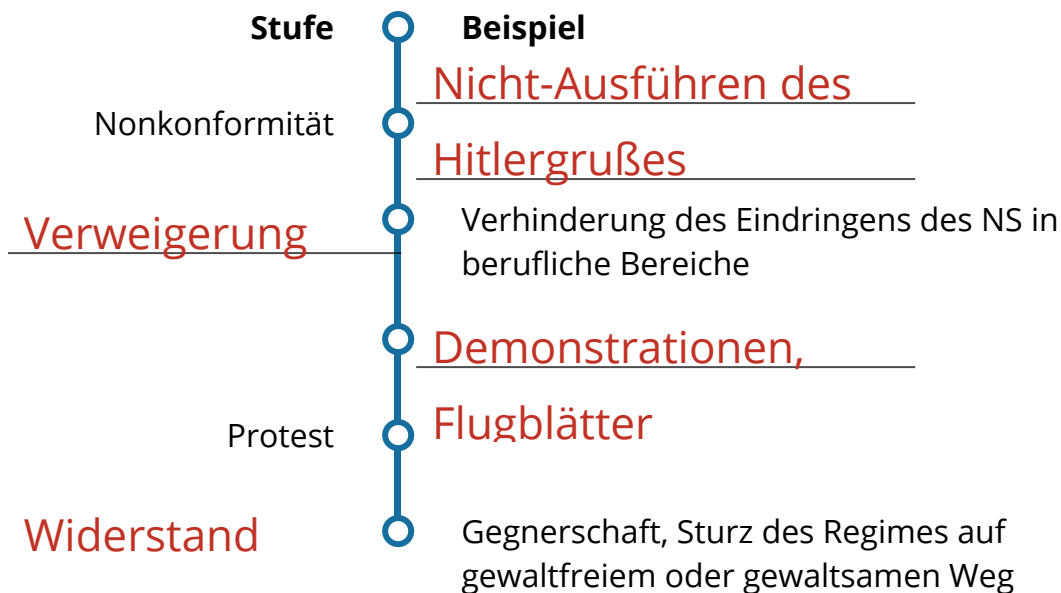 Stufe Beispiel
Nicht-Ausführen des
Nonkonformität
Hitlergrußes
Verweigerung
Verhinderung des Eindringens des NS in
berufliche Bereiche
Demonstrationen,
Protest
Flugblätter
Widerstand
Gegnerschaft, Sturz des Regimes auf
gewaltfreiem oder gewaltsamen Weg